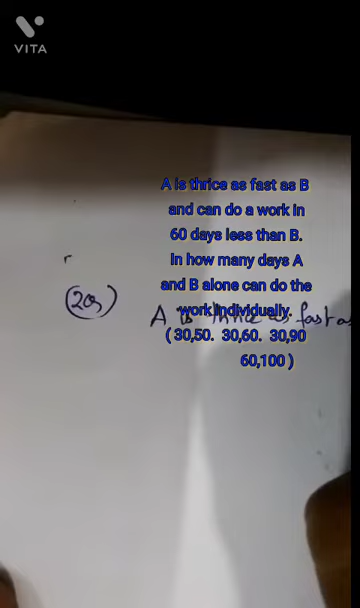 VITA
A is thrice as fast as B
and can do a work in
60 days less than B.
In how many days A
and B alone can do the
work individually.
( 30,50. 30,60. 30,90
60,100 )
A is thrice as fast as